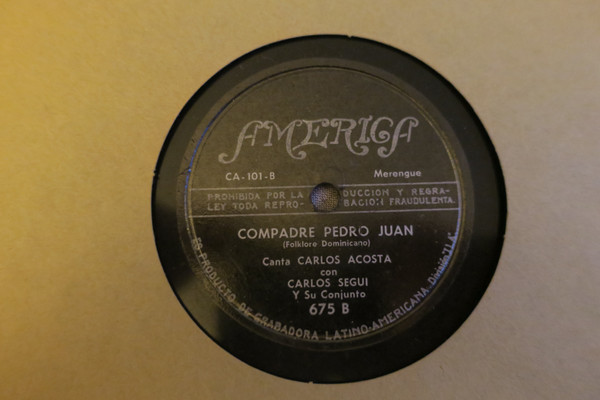 AMERICA
CA-101-B Merengue
PROHIBIDA POR LA DUCCION Y REGRA-
LEY TODA REPRO- BACION FRAUDULENTA.
COMPADRE PEDRO JUAN
(Folklore Dominicano)
Canta CARLOS ACOSTA
con
CARLOS SEGUI
Y Su Conjunto
675 B
ES PRODUCTO DE GRABADORA LATINO-AMERICANA